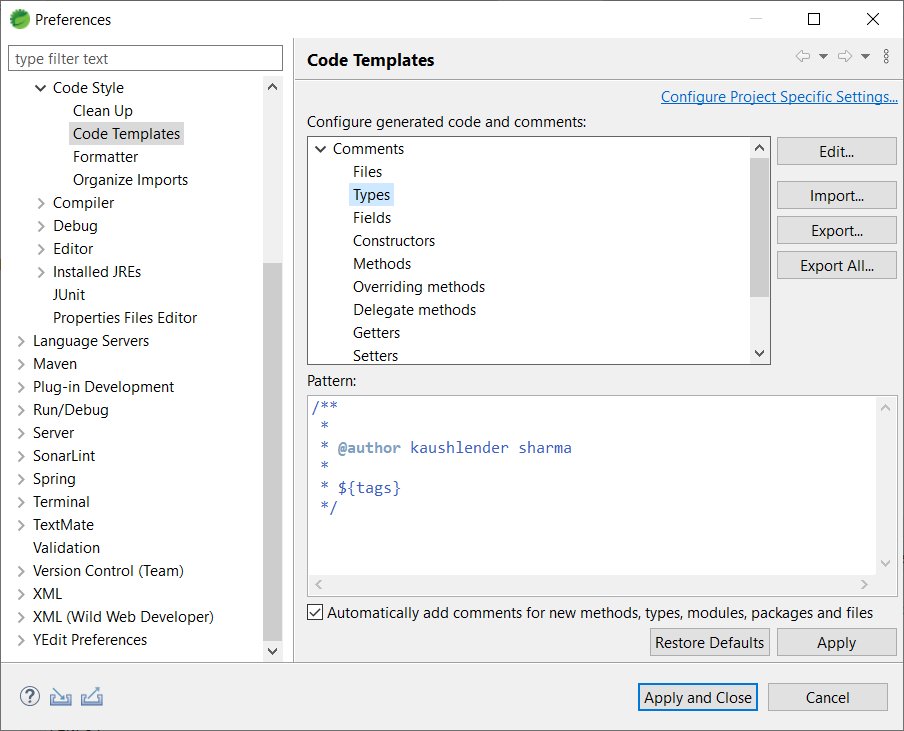 Preferences
type filter text
Code Style
Clean Up
Code Templates
Formatter
Organize Imports
Compiler
Debug
Editor
Installed JREs
JUnit
Properties Files Editor
Language Servers
Maven
Plug-in Development
Run/Debug
Server
SonarLint
Spring
Terminal
TextMate
Validation
Version Control (Team)
XML
XML (Wild Web Developer)
YEdit Preferences
Code Templates
Configure Project Specific Settings...
Configure generated code and comments:
Comments
Files
Types
Fields
Constructors
Methods
Overriding methods
Delegate methods
Getters
Setters
Edit...
Import...
Export...
Export All...
Pattern:
/**
 *
 * @author kaushlender sharma
 *
 * ${tags}
 */
Automatically add comments for new methods, types, modules, packages and files
Restore Defaults
Apply
?
Apply and Close
Cancel